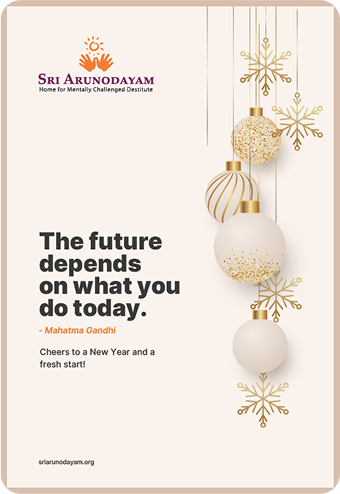 SRI ARUNODAYAM
Home for Mentally Challenged Destitute
The future
depends
on what you
do today.
- Mahatma Gandhi
Cheers to a New Year and a
fresh start!
sriarunodayam.org